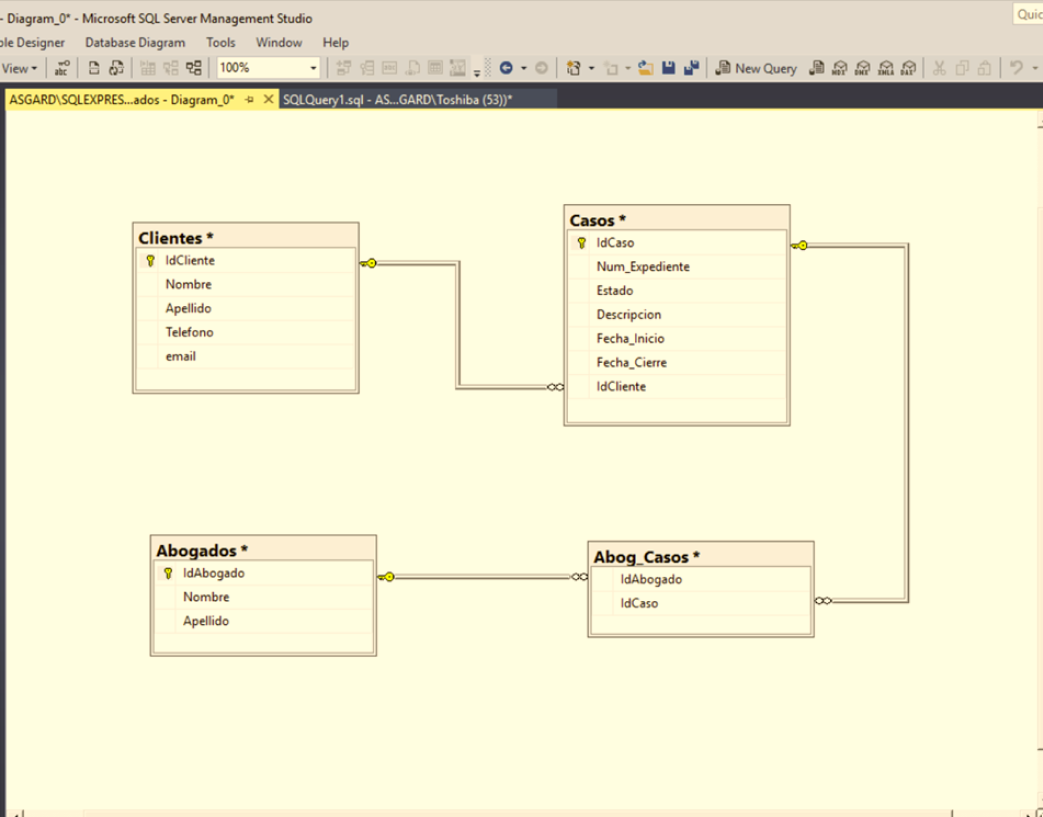 - Diagram_0* - Microsoft SQL Server Management Studio
Quic
ble Designer Database Diagram Tools Window Help
View 100% New Query
ASGARD\SQLEXPRES...ados - Diagram_0* SQLQuery1.sql - AS...GARD\Toshiba (53))*
Clientes *
IdCliente
Nombre
Apellido
Telefono
email
Casos *
IdCaso
Num_Expediente
Estado
Descripcion
Fecha_Inicio
Fecha_Cierre
IdCliente
Abogados *
IdAbogado
Nombre
Apellido
Abog_Casos *
IdAbogado
IdCaso